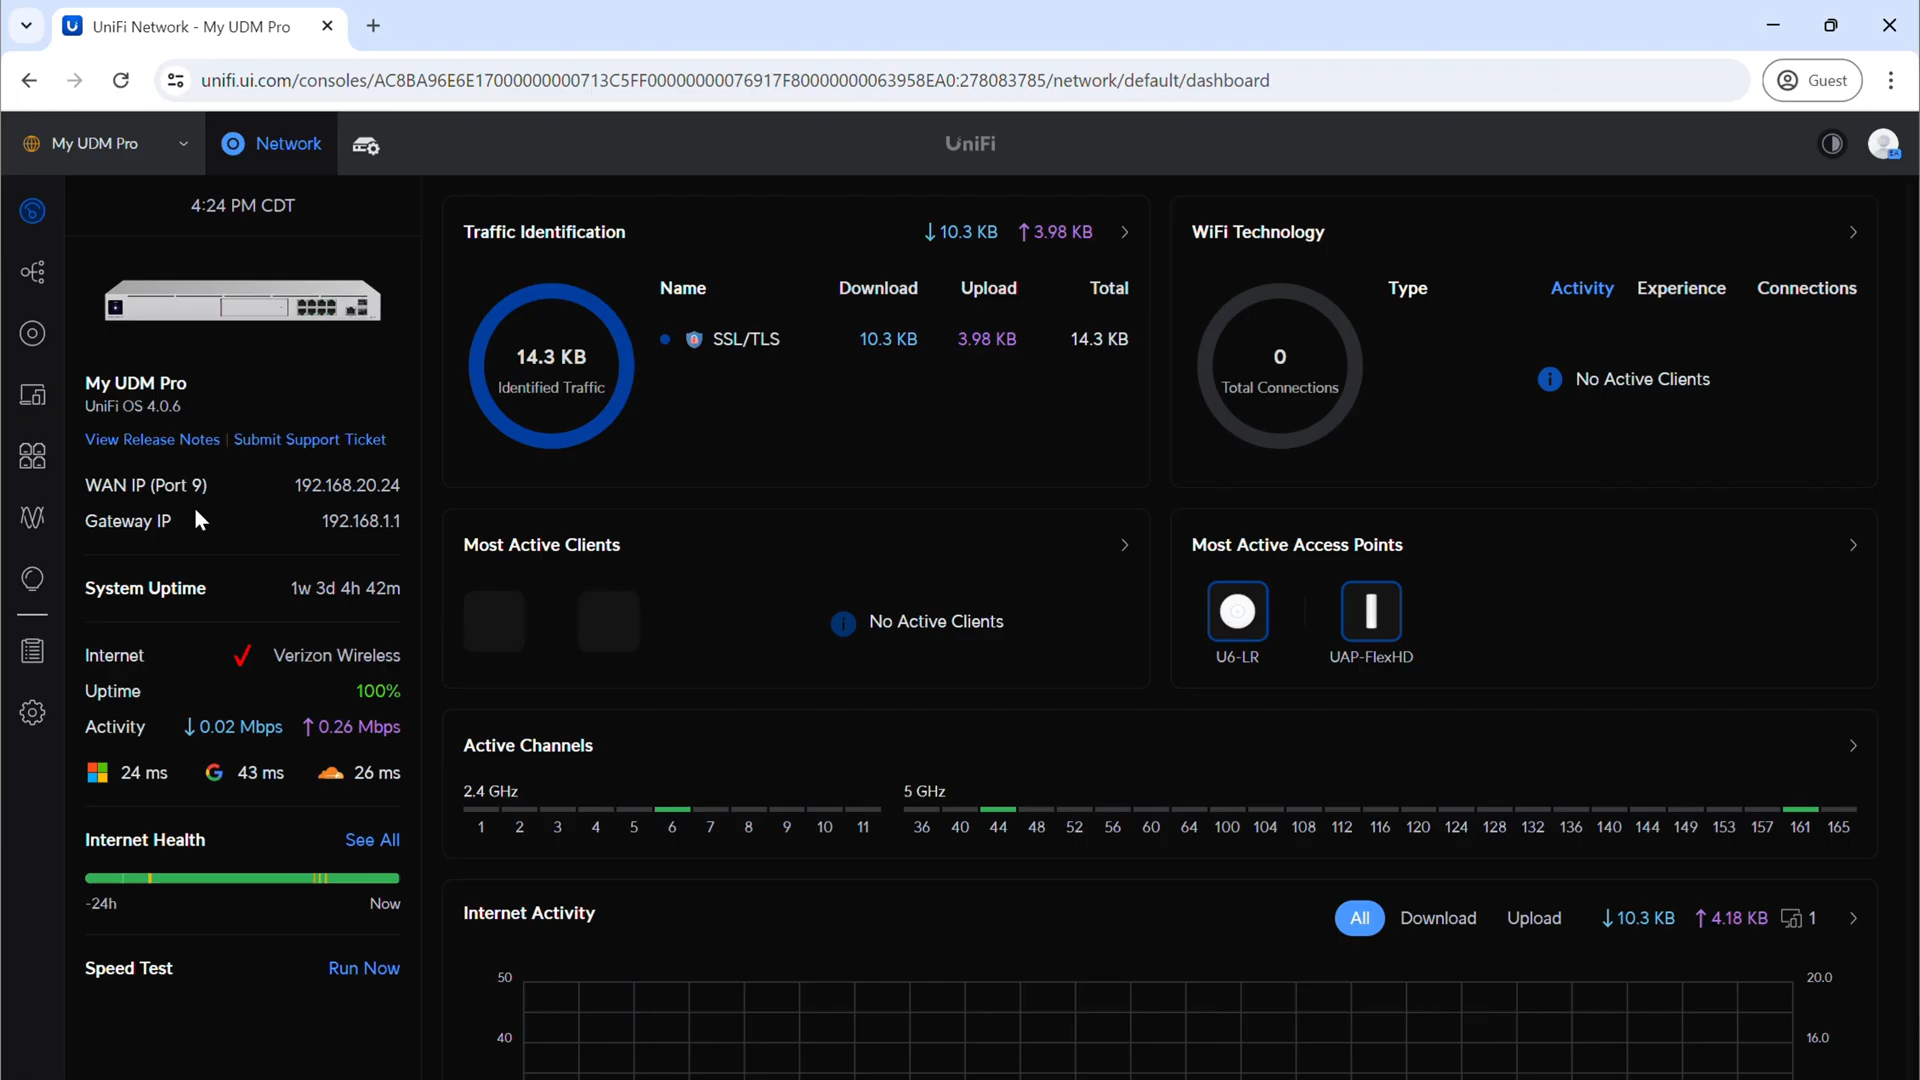 UniFi Network - My UDM Pro
unifi.ui.com/consoles/AC8BA96E6E17000000000713C5FF00000000076917F80000000063958EA0:278083785/network/default/dashboard
Guest
My UDM Pro
Network
UniFi
4:24 PM CDT
My UDM Pro
UniFi OS 4.0.6
View Release Notes | Submit Support Ticket
WAN IP (Port 9) 192.168.20.24
Gateway IP 192.168.1.1
System Uptime 1w 3d 4h 42m
Internet Verizon Wireless
Uptime 100%
Activity ↓0.02 Mbps ↑0.26 Mbps
24 ms 43 ms 26 ms
Internet Health See All
-24h Now
Speed Test Run Now
Traffic Identification ↓10.3 KB ↑3.98 KB
Name Download Upload Total
SSL/TLS 10.3 KB 3.98 KB 14.3 KB
14.3 KB
Identified Traffic
WiFi Technology
Type Activity Experience Connections
0
Total Connections
No Active Clients
Most Active Clients
No Active Clients
Most Active Access Points
U6-LR UAP-FlexHD
Active Channels
2.4 GHz
1 2 3 4 5 6 7 8 9 10 11
5 GHz
36 40 44 48 52 56 60 64 100 104 108 112 116 120 124 128 132 136 140 144 149 153 157 161 165
Internet Activity All Download Upload ↓10.3 KB ↑4.18 KB 1
50 20.0
40 16.0